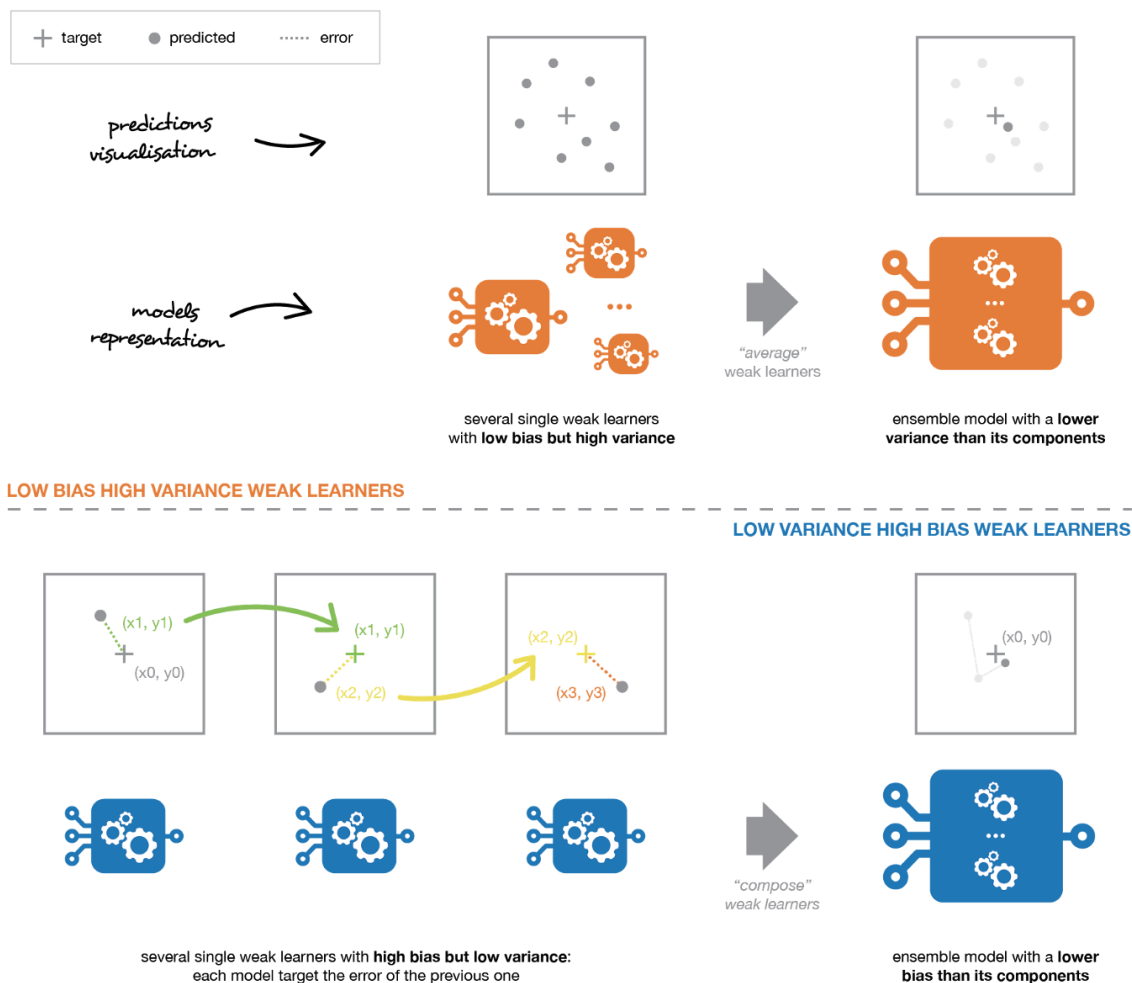 target
predicted
error
predictions
visualisation
models
representation
"average"
weak learners
several single weak learners
with low bias but high variance
ensemble model with a lower
variance than its components
LOW BIAS HIGH VARIANCE WEAK LEARNERS
LOW VARIANCE HIGH BIAS WEAK LEARNERS
(x1, y1)
(x0, y0)
(x1, y1)
(x2, y2)
(x2, y2)
(x3, y3)
(x0, y0)
"compose"
weak learners
several single weak learners with high bias but low variance:
each model target the error of the previous one
ensemble model with a lower
bias than its components